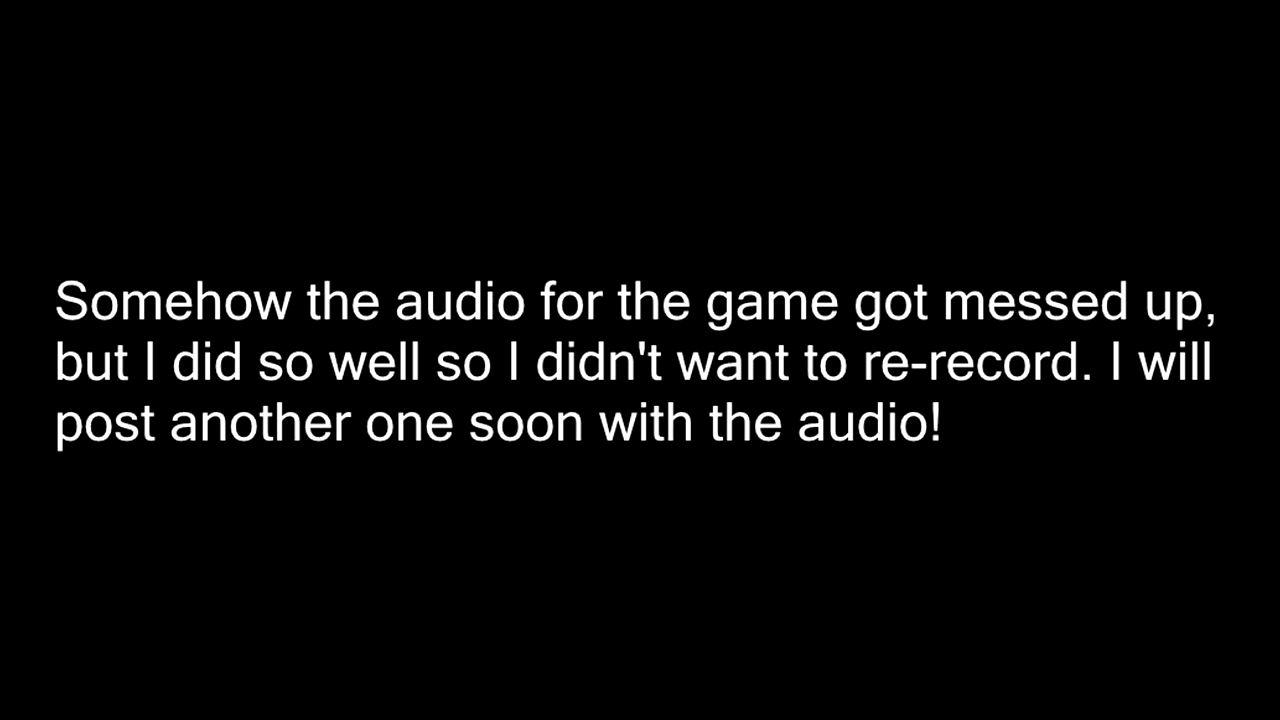 Somehow the audio for the game got messed up,
but I did so well so I didn't want to re-record. I will
post another one soon with the audio!